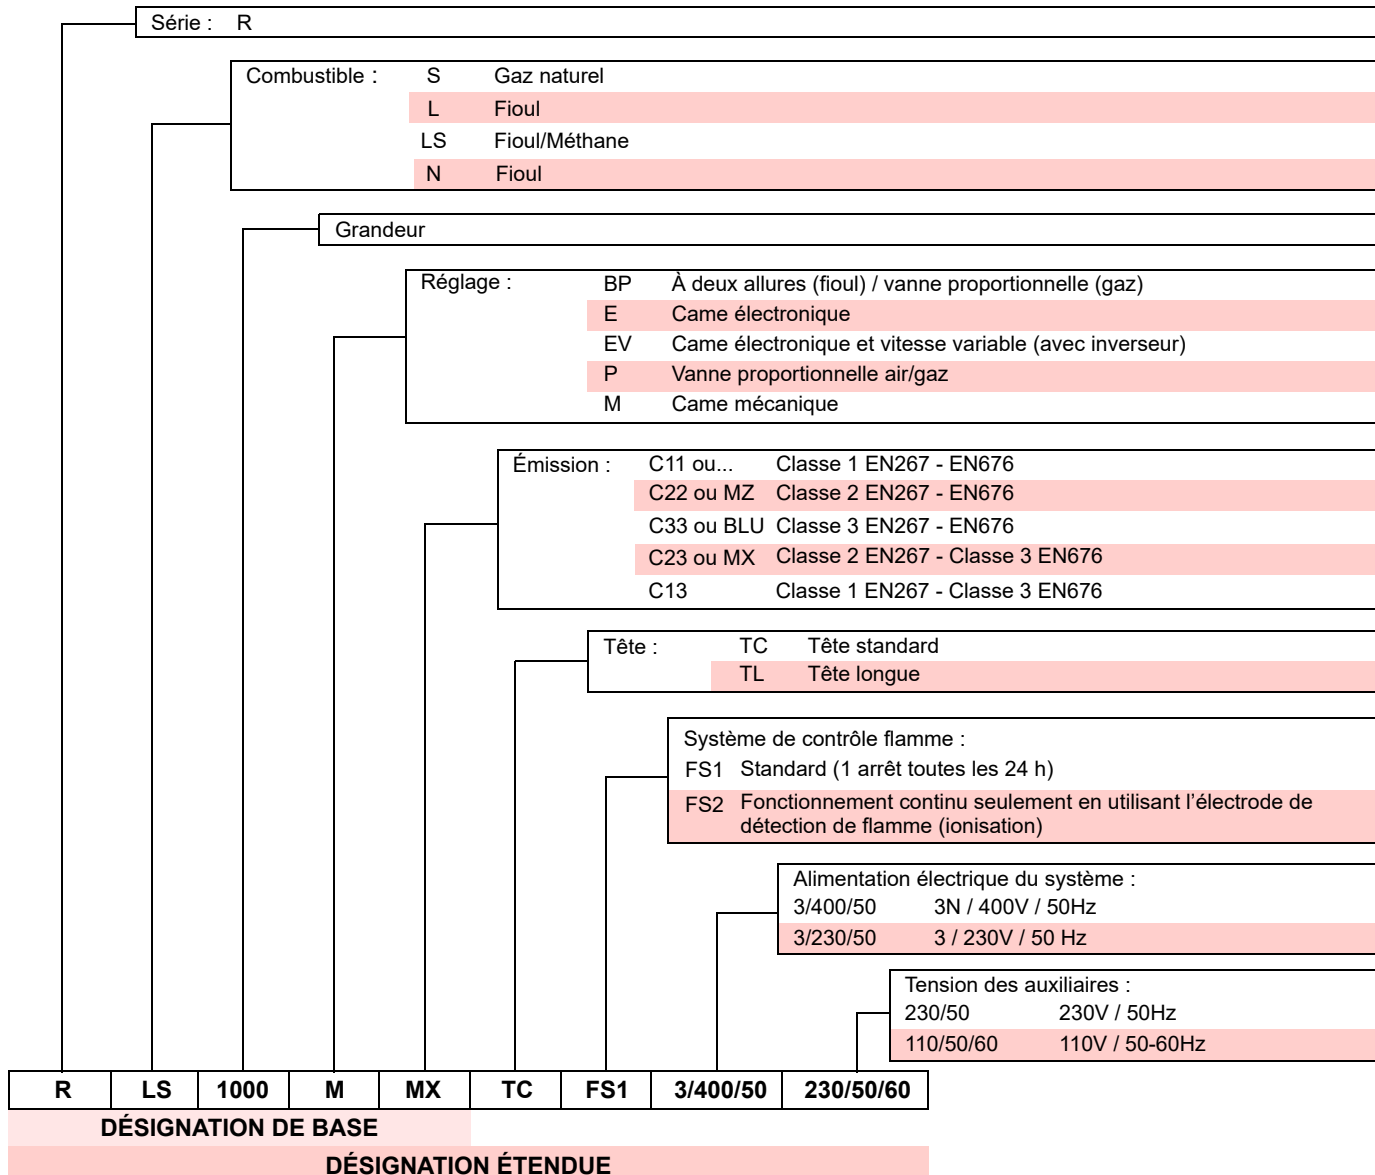 Série : R
Combustible : S Gaz naturel
L Fioul
LS Fioul/Méthane
N Fioul
Grandeur
Réglage : BP À deux allures (fioul) / vanne proportionnelle (gaz)
E Came électronique
EV Came électronique et vitesse variable (avec inverseur)
P Vanne proportionnelle air/gaz
M Came mécanique
Émission : C11 ou... Classe 1 EN267 - EN676
C22 ou MZ Classe 2 EN267 - EN676
C33 ou BLU Classe 3 EN267 - EN676
C23 ou MX Classe 2 EN267 - Classe 3 EN676
C13 Classe 1 EN267 - Classe 3 EN676
Tête : TC Tête standard
TL Tête longue
Système de contrôle flamme :
FS1 Standard (1 arrêt toutes les 24 h)
FS2 Fonctionnement continu seulement en utilisant l’électrode de
détection de flamme (ionisation)
Alimentation électrique du système :
3/400/50 3N / 400V / 50Hz
3/230/50 3 / 230V / 50 Hz
Tension des auxiliaires :
230/50 230V / 50Hz
110/50/60 110V / 50-60Hz
R LS 1000 M MX TC FS1 3/400/50 230/50/60
DÉSIGNATION DE BASE
DÉSIGNATION ÉTENDUE